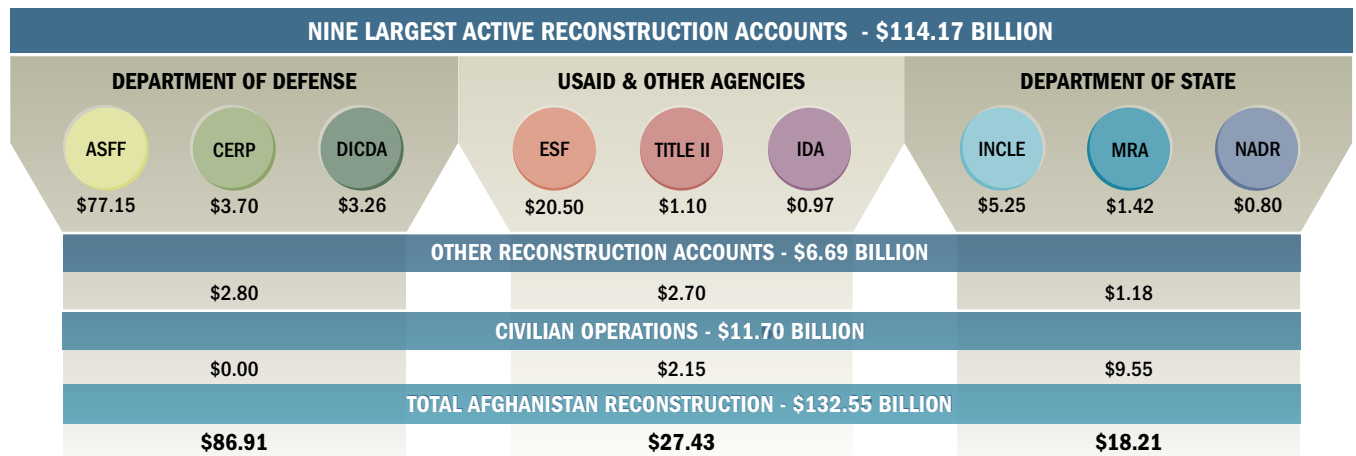 NINE LARGEST ACTIVE RECONSTRUCTION ACCOUNTS - $114.17 BILLION
DEPARTMENT OF DEFENSE USAID & OTHER AGENCIES DEPARTMENT OF STATE
ASFF CERP DICDA ESF TITLE II IDA INCLE MRA NADR
$77.15 $3.70 $3.26 $20.50 $1.10 $0.97 $5.25 $1.42 $0.80
OTHER RECONSTRUCTION ACCOUNTS - $6.69 BILLION
$2.80 $2.70 $1.18
CIVILIAN OPERATIONS - $11.70 BILLION
$0.00 $2.15 $9.55
TOTAL AFGHANISTAN RECONSTRUCTION - $132.55 BILLION
$86.91 $27.43 $18.21